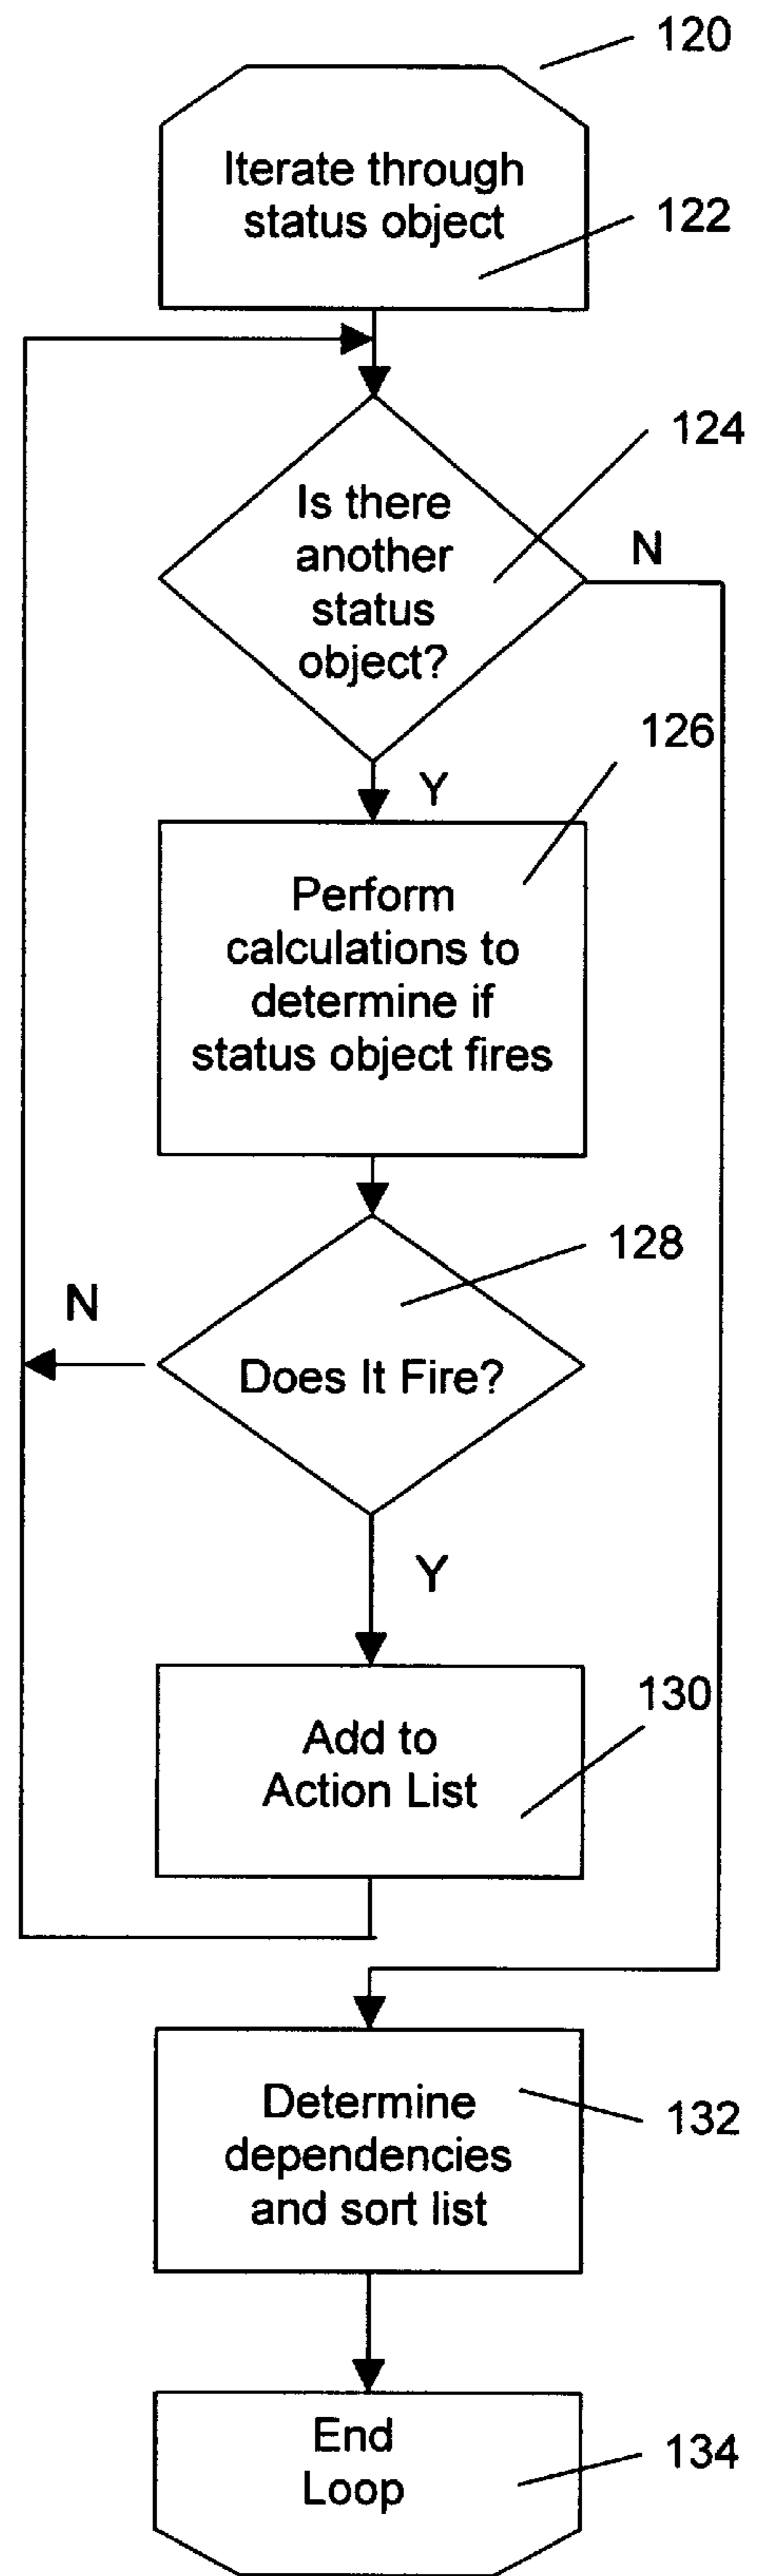 120
Iterate through
status object
122
124
Is there
another
status
object?
N
126
Y
Perform
calculations to
determine if
status object fires
128
N
Does It Fire?
Y
130
Add to
Action List
Determine
dependencies
and sort list
132
End
Loop
134